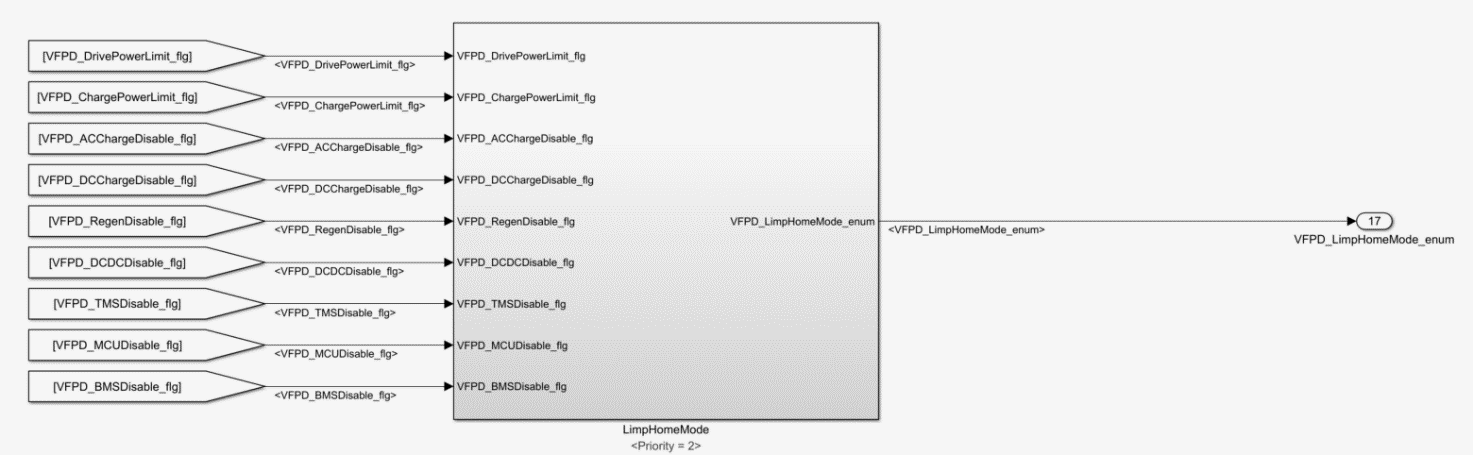 [VFPD_DrivePowerLimit_flg]
<VFPD_DrivePowerLimit_flg>
VFPD_DrivePowerLimit_flg
[VFPD_ChargePowerLimit_flg]
<VFPD_ChargePowerLimit_flg>
VFPD_ChargePowerLimit_flg
[VFPD_ACChargeDisable_flg]
<VFPD_ACChargeDisable_flg>
VFPD_ACChargeDisable_flg
[VFPD_DCChargeDisable_flg]
<VFPD_DCChargeDisable_flg>
VFPD_DCChargeDisable_flg
[VFPD_RegenDisable_flg]
<VFPD_RegenDisable_flg>
VFPD_RegenDisable_flg
VFPD_LimpHomeMode_enum
<VFPD_LimpHomeMode_enum>
17
VFPD_LimpHomeMode_enum
[VFPD_DCDCDisable_flg]
<VFPD_DCDCDisable_flg>
VFPD_DCDCDisable_flg
[VFPD_TMSDisable_flg]
<VFPD_TMSDisable_flg>
VFPD_TMSDisable_flg
[VFPD_MCUDisable_flg]
<VFPD_MCUDisable_flg>
VFPD_MCUDisable_flg
[VFPD_BMSDisable_flg]
<VFPD_BMSDisable_flg>
VFPD_BMSDisable_flg
LimpHomeMode
<Priority = 2>